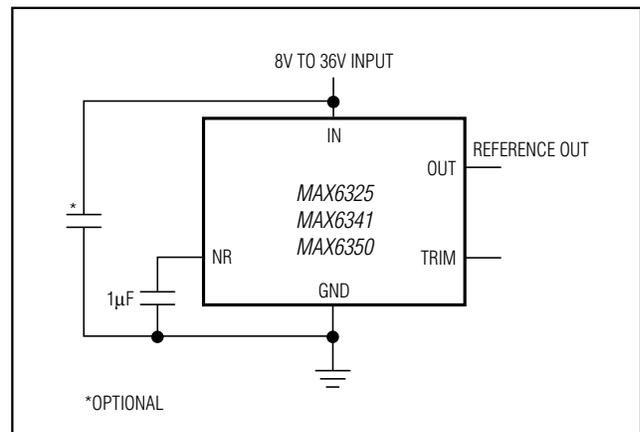 8V TO 36V INPUT
IN
REFERENCE OUT
OUT
MAX6325
MAX6341
MAX6350
*
NR
TRIM
1μF
GND
*OPTIONAL